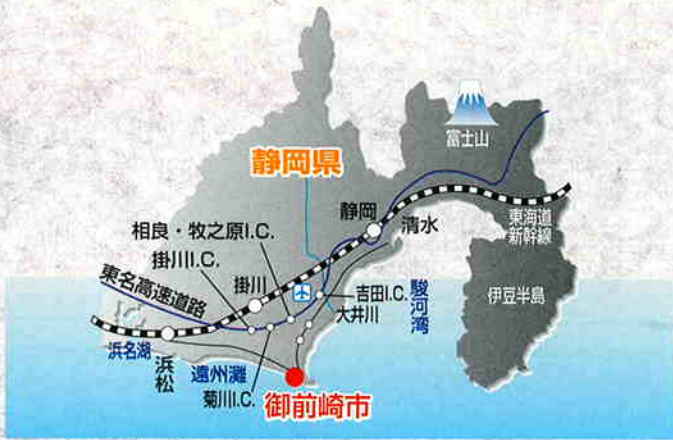 富士山
静岡県
静岡
清水
東海道
新幹線
相良・牧之原I.C.
掛川I.C.
掛川
東名高速道路
吉田I.C.
大井川
駿河湾
伊豆半島
浜名湖
浜松
遠州灘
菊川I.C.
御前崎市